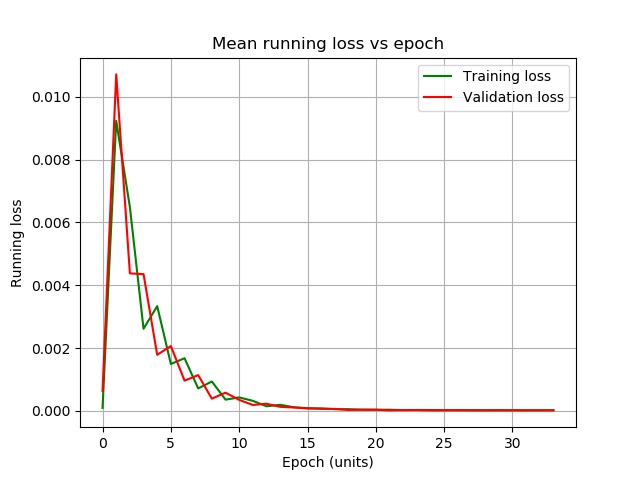 Mean running loss vs epoch
Training loss
Validation loss
0.010
0.008
0.006
0.004
0.002
0.000
Running loss
0 5 10 15 20 25 30
Epoch (units)